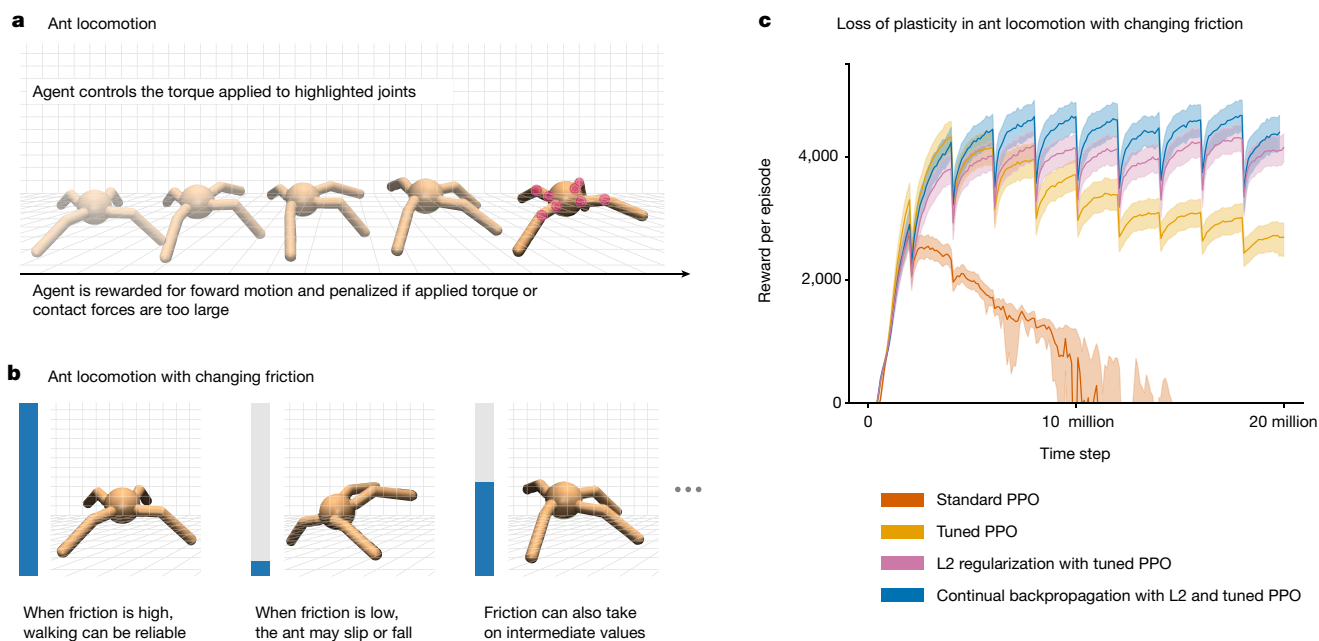 a Ant locomotion
Agent controls the torque applied to highlighted joints
Agent is rewarded for foward motion and penalized if applied torque or
contact forces are too large
b Ant locomotion with changing friction
When friction is high,
walking can be reliable
When friction is low,
the ant may slip or fall
Friction can also take
on intermediate values
c Loss of plasticity in ant locomotion with changing friction
Reward per episode
4,000
2,000
0
0 10 million 20 million
Time step
Standard PPO
Tuned PPO
L2 regularization with tuned PPO
Continual backpropagation with L2 and tuned PPO